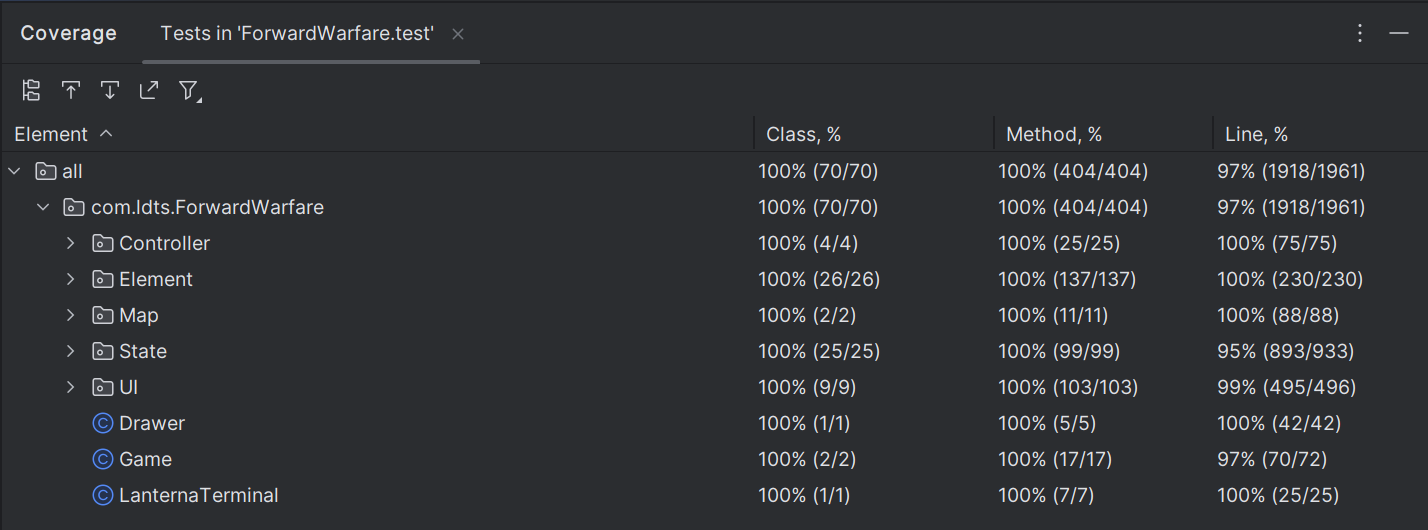 Coverage Tests in 'ForwardWarfare.test'
Element Class, % Method, % Line, %
all 100% (70/70) 100% (404/404) 97% (1918/1961)
com.ldts.ForwardWarfare 100% (70/70) 100% (404/404) 97% (1918/1961)
Controller 100% (4/4) 100% (25/25) 100% (75/75)
Element 100% (26/26) 100% (137/137) 100% (230/230)
Map 100% (2/2) 100% (11/11) 100% (88/88)
State 100% (25/25) 100% (99/99) 95% (893/933)
UI 100% (9/9) 100% (103/103) 99% (495/496)
C Drawer 100% (1/1) 100% (5/5) 100% (42/42)
C Game 100% (2/2) 100% (17/17) 97% (70/72)
C LanternaTerminal 100% (1/1) 100% (7/7) 100% (25/25)